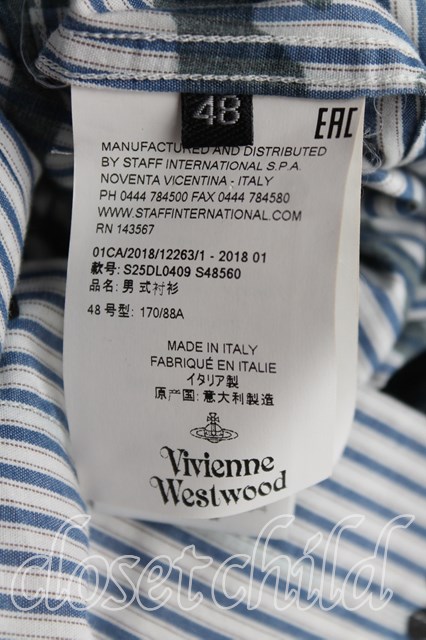 48
EAC
MANUFACTURED AND DISTRIBUTED
BY STAFF INTERNATIONAL S.P.A.
NOVENTA VICENTINA - ITALY
PH 0444 784500 FAX 0444 784580
WWW.STAFFINTERNATIONAL.COM
RN 143567
01CA/2018/12263/1 - 2018 01
款号: S25DL0409 S48560
品名: 男式衬衫
48 号型: 170/88A
MADE IN ITALY
FABRIQUÉ EN ITALIE
イタリア製
原产国: 意大利製造
Vivienne
Westwood
closetchild